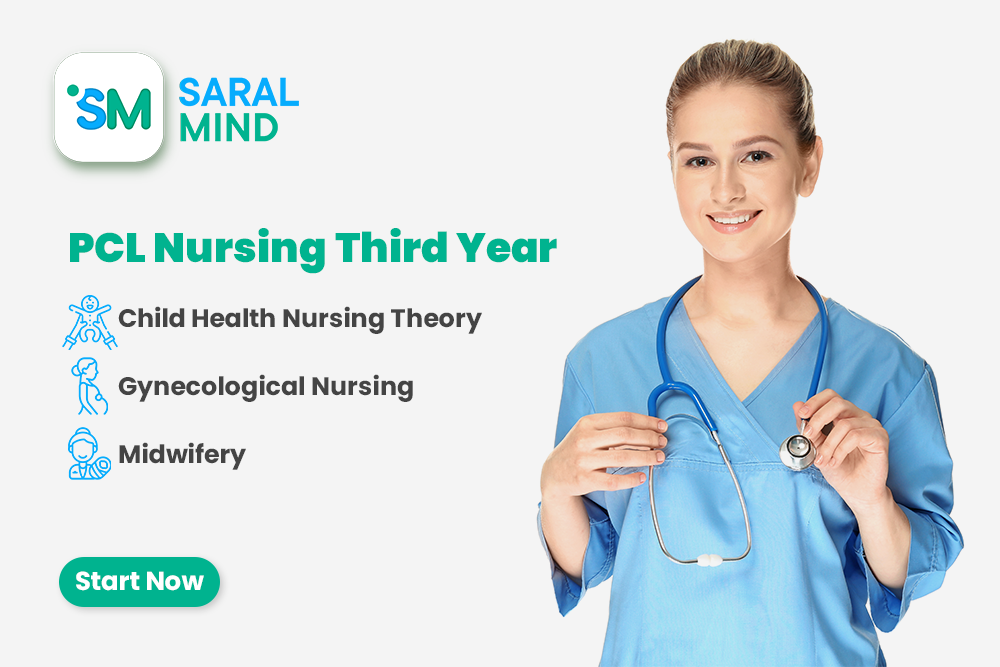 SM
SARAL
MIND
PCL Nursing Third Year
Child Health Nursing Theory
Gynecological Nursing
Midwifery
Start Now